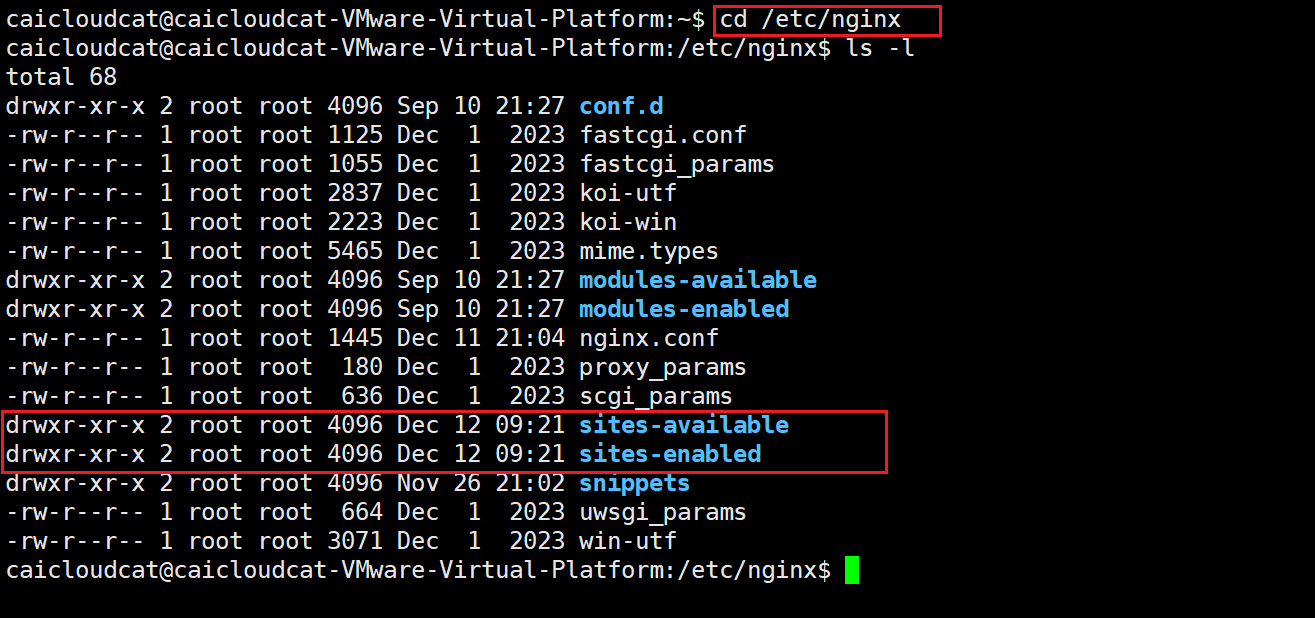 caicloudcat@caicloudcat-VMware-Virtual-Platform:~$ cd /etc/nginx
caicloudcat@caicloudcat-VMware-Virtual-Platform:/etc/nginx$ ls -l
total 68
drwxr-xr-x 2 root root 4096 Sep 10 21:27 conf.d
-rw-r--r-- 1 root root 1125 Dec  1  2023 fastcgi.conf
-rw-r--r-- 1 root root 1055 Dec  1  2023 fastcgi_params
-rw-r--r-- 1 root root 2837 Dec  1  2023 koi-utf
-rw-r--r-- 1 root root 2223 Dec  1  2023 koi-win
-rw-r--r-- 1 root root 5465 Dec  1  2023 mime.types
drwxr-xr-x 2 root root 4096 Sep 10 21:27 modules-available
drwxr-xr-x 2 root root 4096 Sep 10 21:27 modules-enabled
-rw-r--r-- 1 root root 1445 Dec 11 21:04 nginx.conf
-rw-r--r-- 1 root root  180 Dec  1  2023 proxy_params
-rw-r--r-- 1 root root  636 Dec  1  2023 scgi_params
drwxr-xr-x 2 root root 4096 Dec 12 09:21 sites-available
drwxr-xr-x 2 root root 4096 Dec 12 09:21 sites-enabled
drwxr-xr-x 2 root root 4096 Nov 26 21:02 snippets
-rw-r--r-- 1 root root  664 Dec  1  2023 uwsgi_params
-rw-r--r-- 1 root root 3071 Dec  1  2023 win-utf
caicloudcat@caicloudcat-VMware-Virtual-Platform:/etc/nginx$